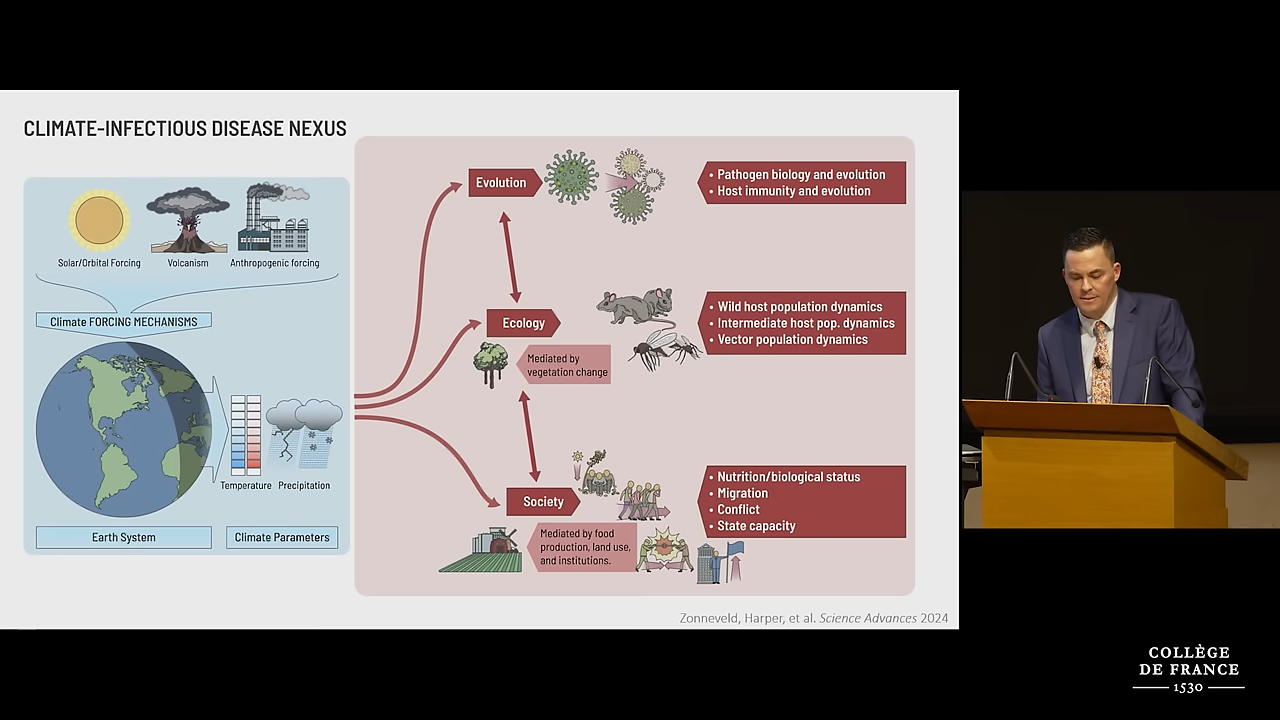 CLIMATE-INFECTIOUS DISEASE NEXUS
Solar/Orbital Forcing
Volcanism
Anthropogenic forcing
Climate FORCING MECHANISMS
Temperature
Precipitation
Earth System
Climate Parameters
Evolution
• Pathogen biology and evolution
• Host immunity and evolution
Ecology
Mediated by
vegetation change
• Wild host population dynamics
• Intermediate host pop. dynamics
• Vector population dynamics
Society
Mediated by food
production, land use,
and institutions.
• Nutrition/biological status
• Migration
• Conflict
• State capacity
Zonneveld, Harper, et al. Science Advances 2024
COLLÈGE
DE FRANCE
1530